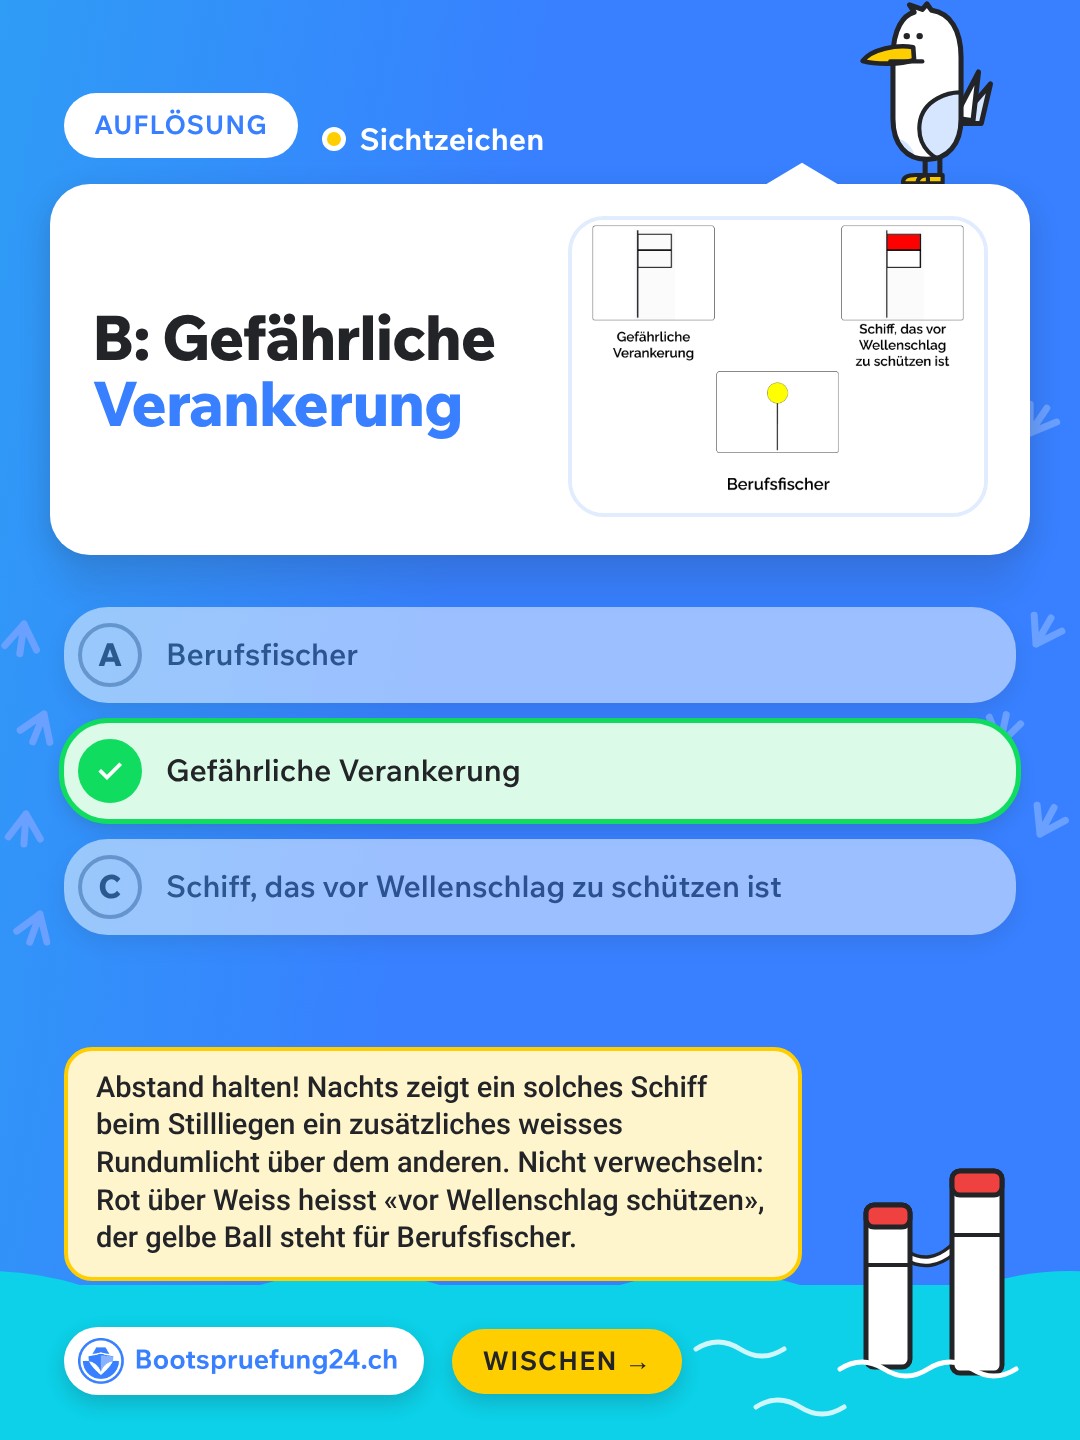 AUFLÖSUNG
Sichtzeichen
B: Gefährliche
Verankerung
Gefährliche
Verankerung
Schiff, das vor
Wellenschlag
zu schützen ist
Berufsfischer
A Berufsfischer
Gefährliche Verankerung
C Schiff, das vor Wellenschlag zu schützen ist
Abstand halten! Nachts zeigt ein solches Schiff
beim Stillliegen ein zusätzliches weisses
Rundumlicht über dem anderen. Nicht verwechseln:
Rot über Weiss heisst «vor Wellenschlag schützen»,
der gelbe Ball steht für Berufsfischer.
Bootspruefung24.ch
WISCHEN →